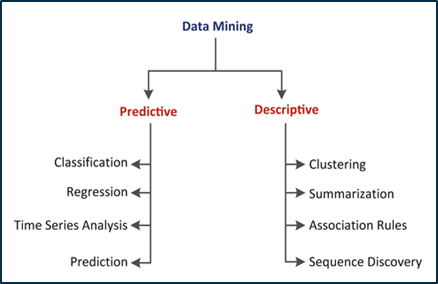 Data Mining
Predictive
Descriptive
Classification
Regression
Time Series Analysis
Prediction
Clustering
Summarization
Association Rules
Sequence Discovery